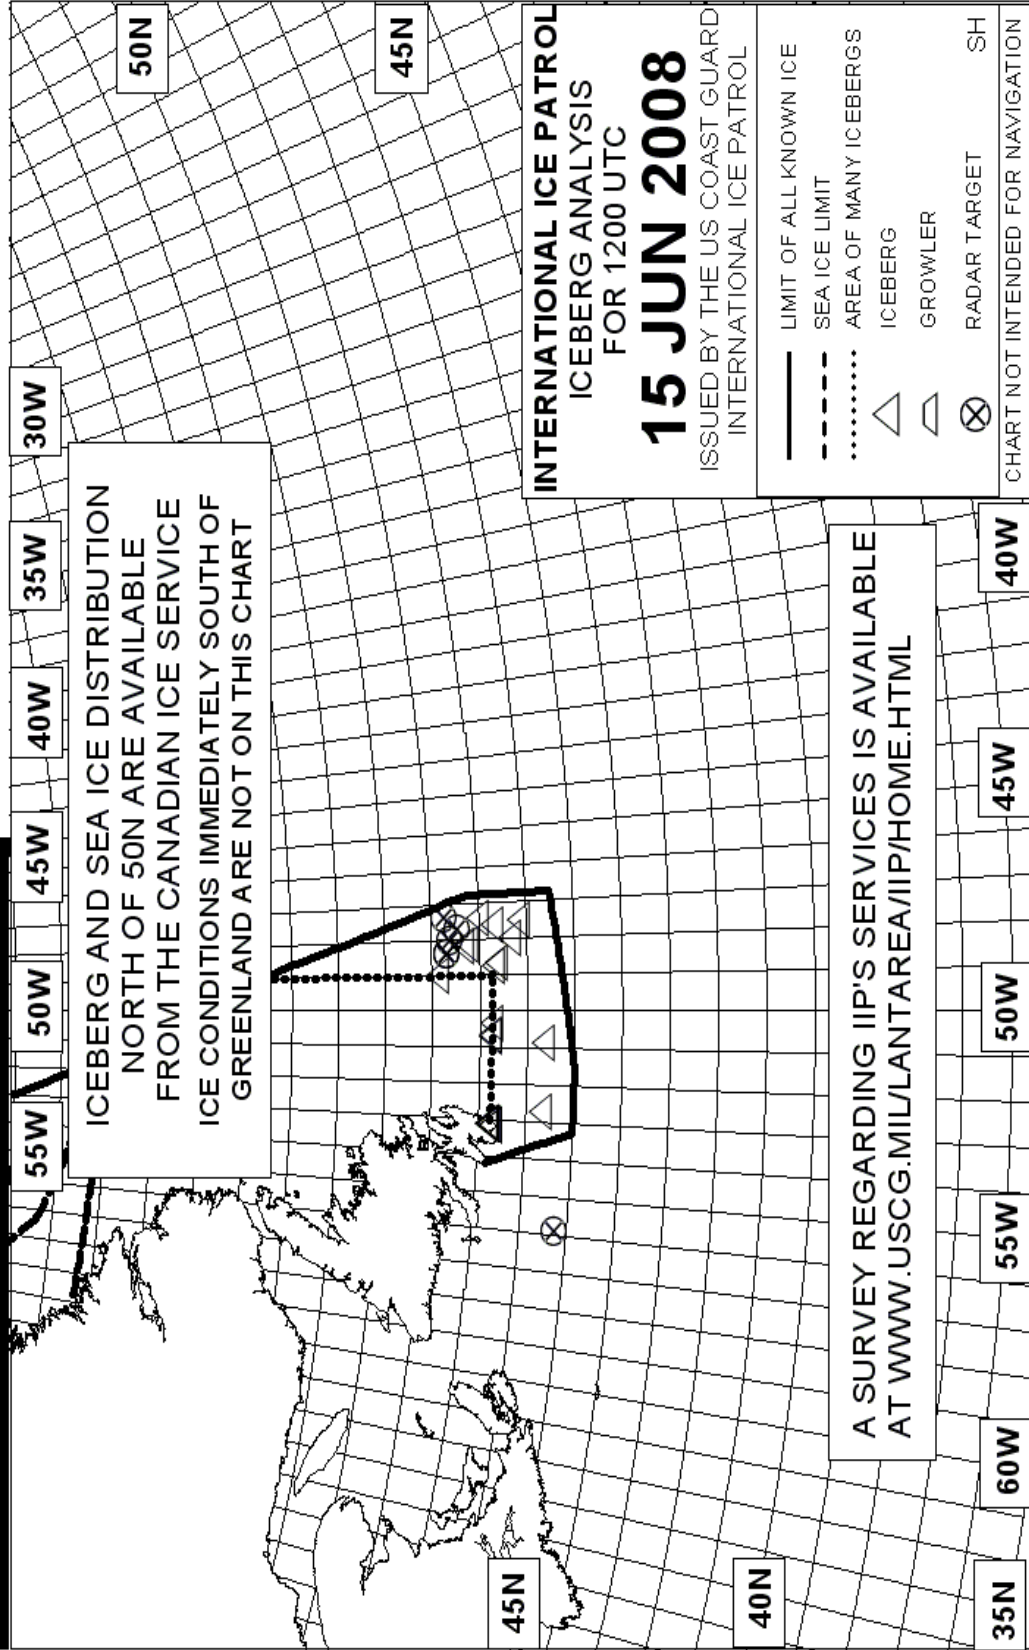 50N
45N
30W
35W
40W
45W
50W
55W
ICEBERG AND SEA ICE DISTRIBUTION
NORTH OF 50N ARE AVAILABLE
FROM THE CANADIAN ICE SERVICE
ICE CONDITIONS IMMEDIATELY SOUTH OF
GREENLAND ARE NOT ON THIS CHART
INTERNATIONAL ICE PATROL
ICEBERG ANALYSIS
FOR 1200 UTC
15 JUN 2008
ISSUED BY THE US COAST GUARD
INTERNATIONAL ICE PATROL
LIMIT OF ALL KNOWN ICE
SEA ICE LIMIT
AREA OF MANY ICEBERGS
ICEBERG
GROWLER
RADAR TARGET SH
CHART NOT INTENDED FOR NAVIGATION
A SURVEY REGARDING IIP'S SERVICES IS AVAILABLE
AT WWW.USCG.MIL/LANTAREA/IIP/HOME.HTML
45N
40N
35N
60W
55W
50W
45W
40W